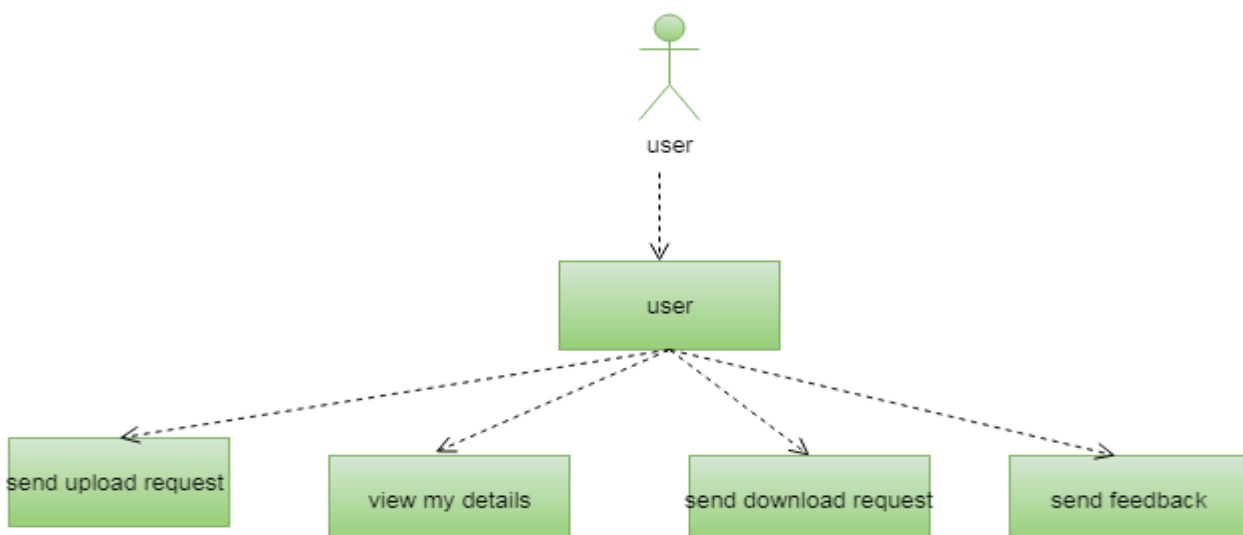 user
user
send upload request
view my details
send download request
send feedback